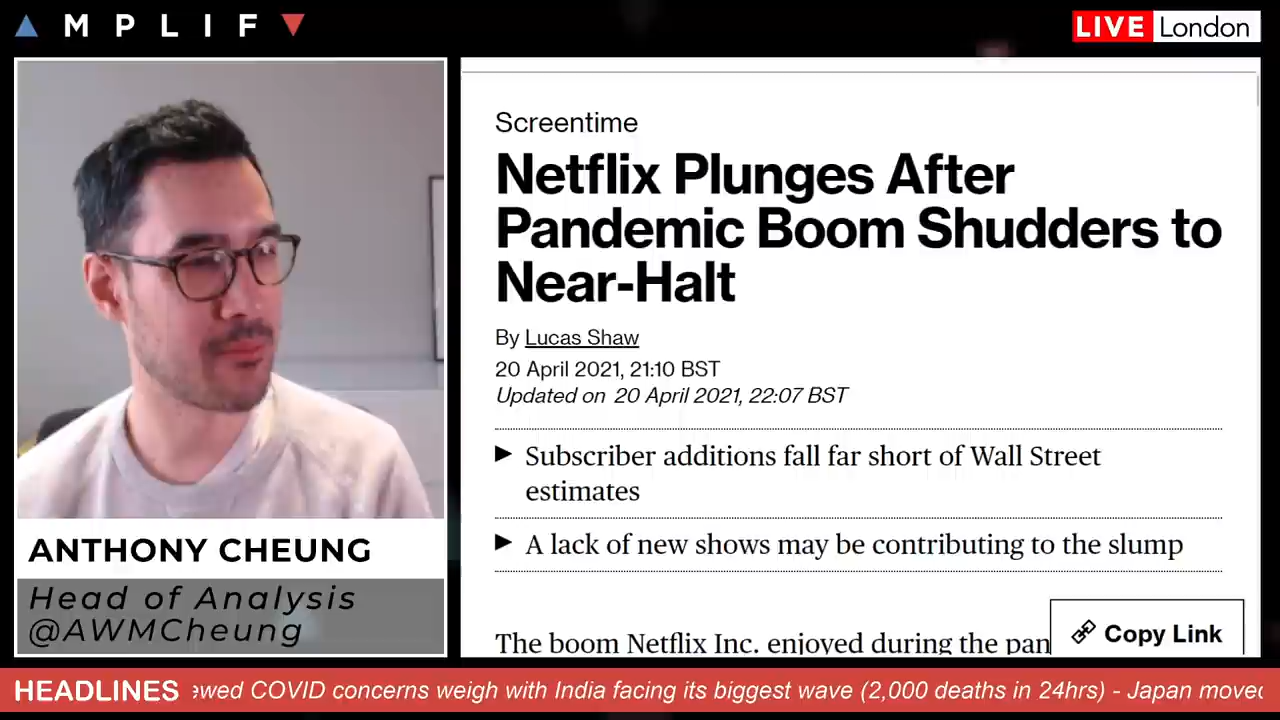 AMPLIFY
LIVE London
Screentime
Netflix Plunges After
Pandemic Boom Shudders to
Near-Halt
By Lucas Shaw
20 April 2021, 21:10 BST
Updated on 20 April 2021, 22:07 BST
Subscriber additions fall far short of Wall Street
estimates
A lack of new shows may be contributing to the slump
The boom Netflix Inc. enjoyed during the pan
Copy Link
ANTHONY CHEUNG
Head of Analysis
@AWMCheung
HEADLINES ewed COVID concerns weigh with India facing its biggest wave (2,000 deaths in 24hrs) - Japan moved